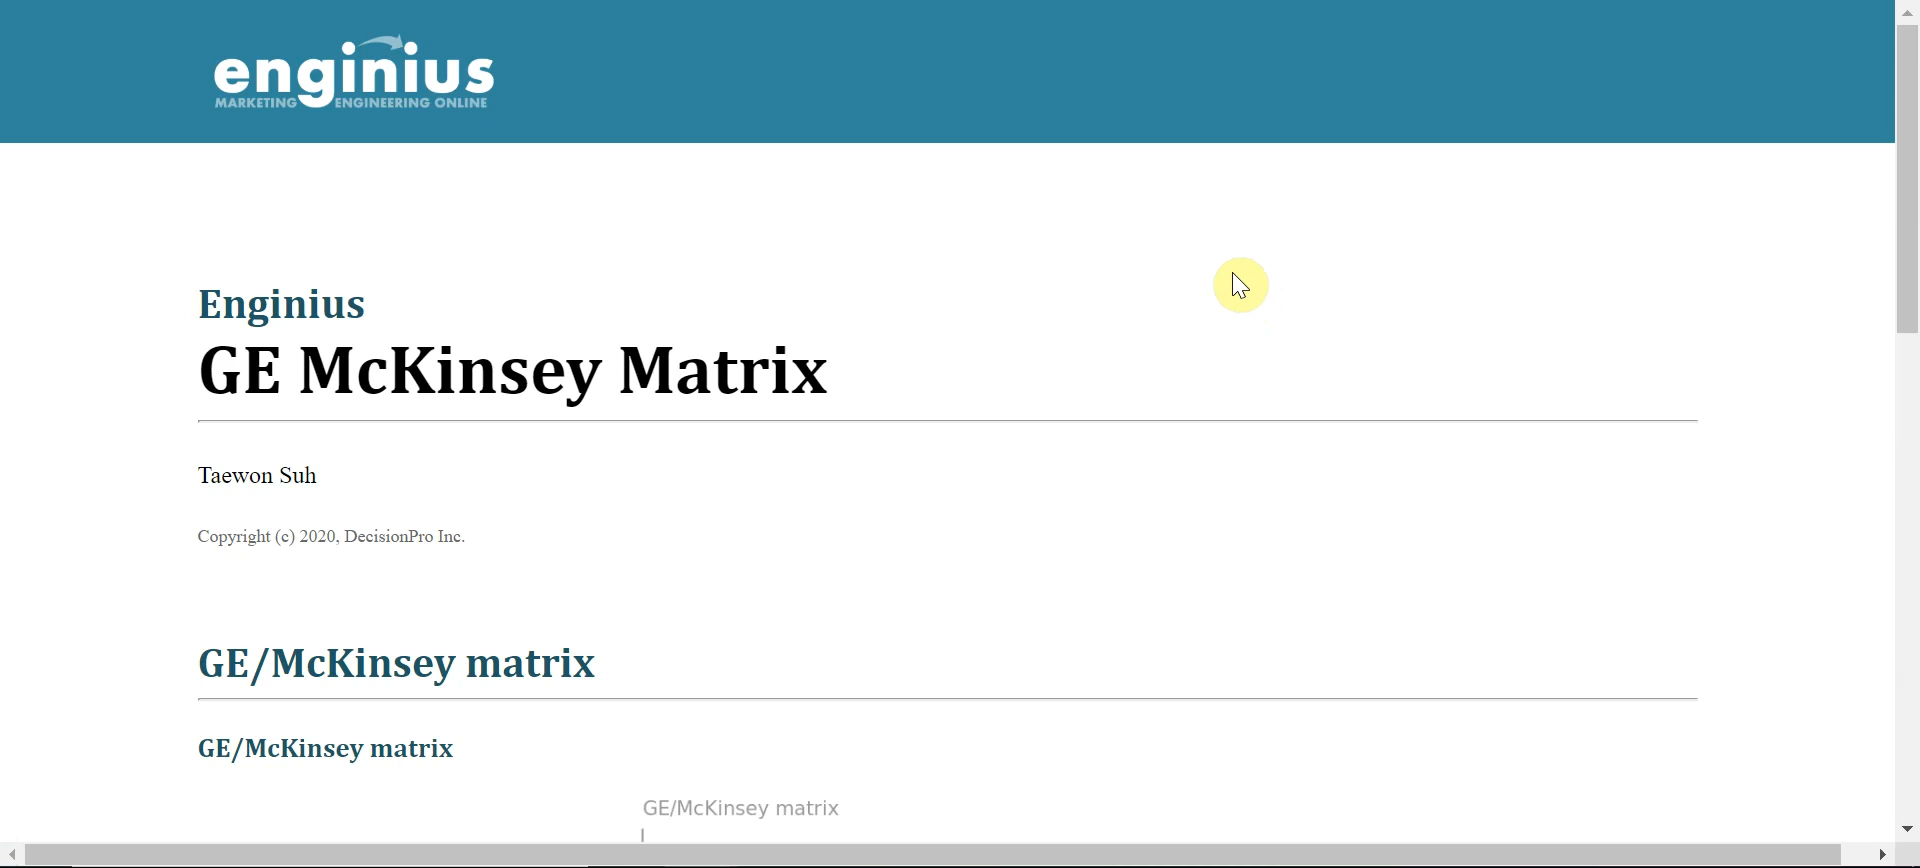 enginius
MARKETING ENGINEERING ONLINE
Enginius
GE McKinsey Matrix
Taewon Suh
Copyright (c) 2020, DecisionPro Inc.
GE/McKinsey matrix
GE/McKinsey matrix
GE/McKinsey matrix